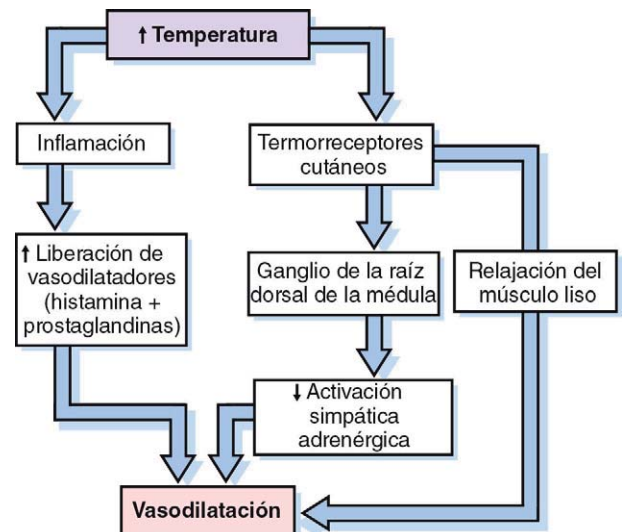 ↑ Temperatura
Inflamación
Termorreceptores
cutáneos
↑ Liberación de
vasodilatadores
(histamina +
prostaglandinas)
Ganglio de la raíz
dorsal de la médula
Relajación del
músculo liso
↓ Activación
simpática
adrenérgica
Vasodilatación